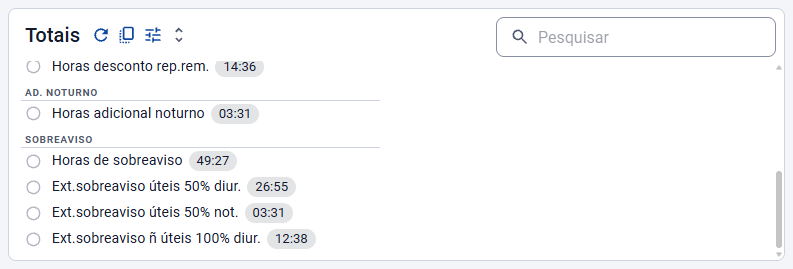 Totais
Pesquisar
Horas desconto rep.rem. 14:36
AD. NOTURNO
Horas adicional noturno 03:31
SOBREAVISO
Horas de sobreaviso 49:27
Ext.sobreaviso úteis 50% diur. 26:55
Ext.sobreaviso úteis 50% not. 03:31
Ext.sobreaviso ñ úteis 100% diur. 12:38